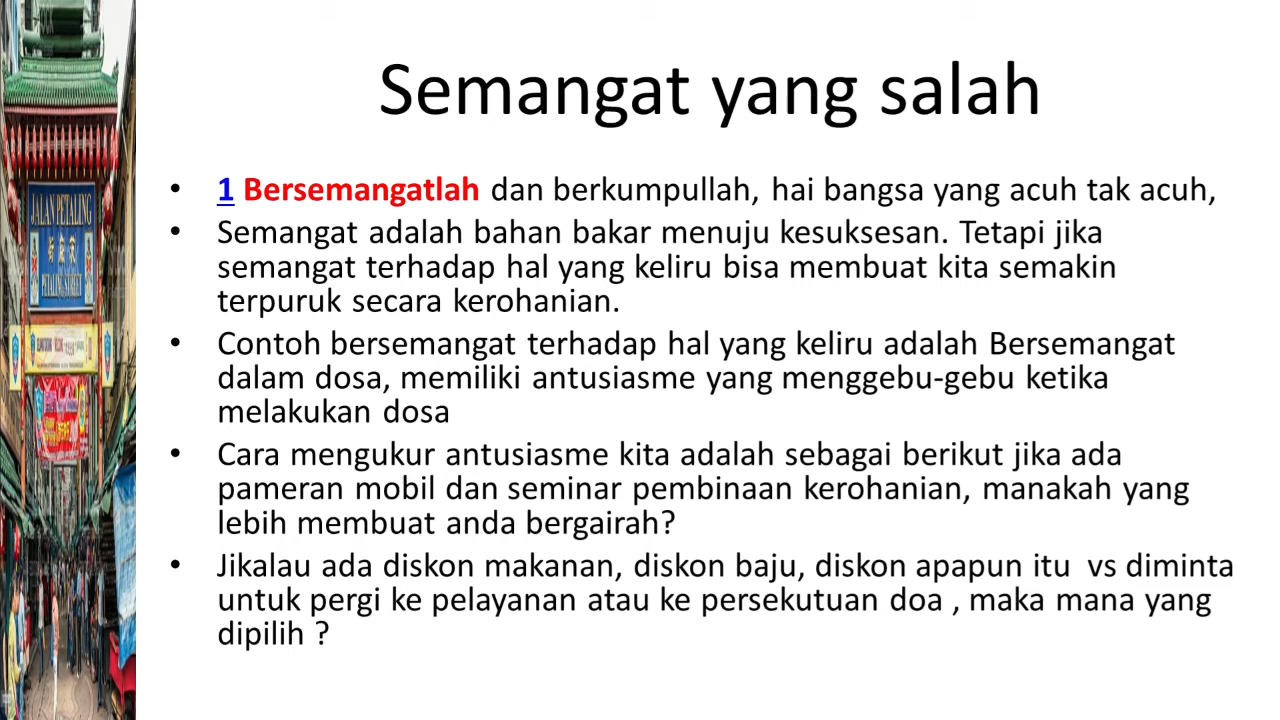 Semangat yang salah
• 1 Bersemangatlah dan berkumpullah, hai bangsa yang acuh tak acuh,
• Semangat adalah bahan bakar menuju kesuksesan. Tetapi jika
semangat terhadap hal yang keliru bisa membuat kita semakin
terpuruk secara kerohanian.
• Contoh bersemangat terhadap hal yang keliru adalah Bersemangat
dalam dosa, memiliki antusiasme yang menggebu-gebu ketika
melakukan dosa
• Cara mengukur antusiasme kita adalah sebagai berikut jika ada
pameran mobil dan seminar pembinaan kerohanian, manakah yang
lebih membuat anda bergairah?
• Jikalau ada diskon makanan, diskon baju, diskon apapun itu  vs diminta
untuk pergi ke pelayanan atau ke persekutuan doa , maka mana yang
dipilih ?
JALAN PETALING
PETALING STREET